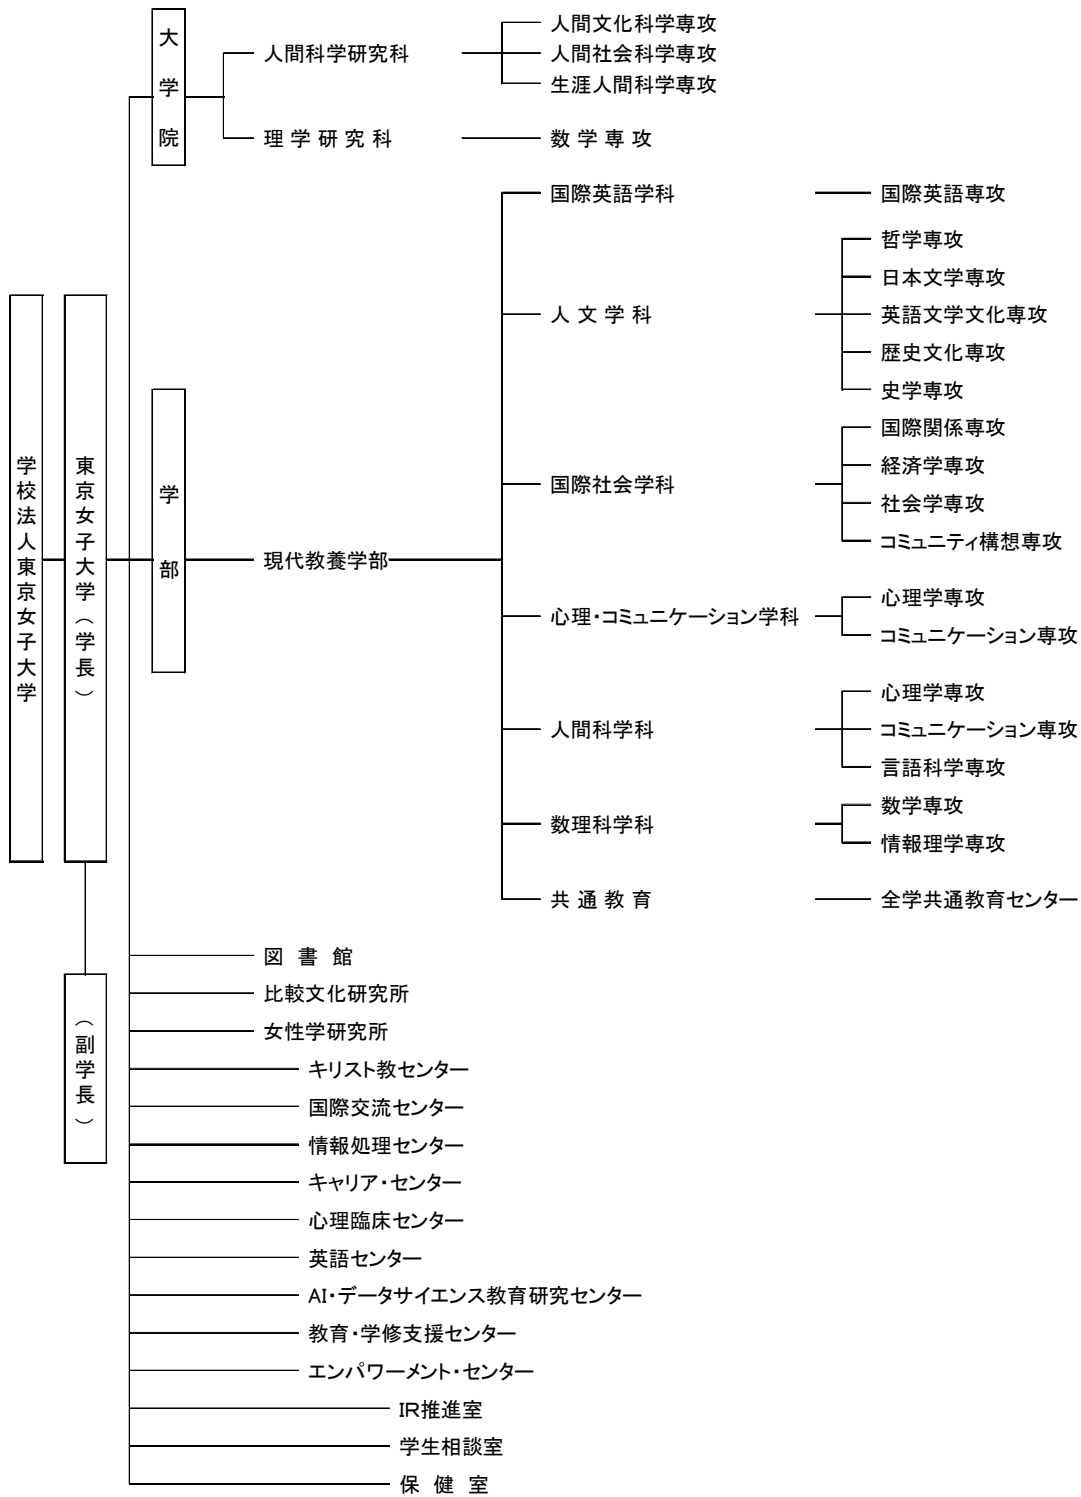 学校法人東京女子大学
東京女子大学（学長）
（副学長）
大学院
人間科学研究科
人間文化科学専攻
人間社会科学専攻
生涯人間科学専攻
理学研究科
数学専攻
学部
現代教養学部
国際英語学科
国際英語専攻
人文学科
哲学専攻
日本文学専攻
英語文学文化専攻
歴史文化専攻
史学専攻
国際社会学科
国際関係専攻
経済学専攻
社会学専攻
コミュニティ構想専攻
心理・コミュニケーション学科
心理学専攻
コミュニケーション専攻
人間科学科
心理学専攻
コミュニケーション専攻
言語科学専攻
数理科学科
数学専攻
情報理学専攻
共通教育
全学共通教育センター
図書館
比較文化研究所
女性学研究所
キリスト教センター
国際交流センター
情報処理センター
キャリア・センター
心理臨床センター
英語センター
AI・データサイエンス教育研究センター
教育・学修支援センター
エンパワーメント・センター
IR推進室
学生相談室
保健室